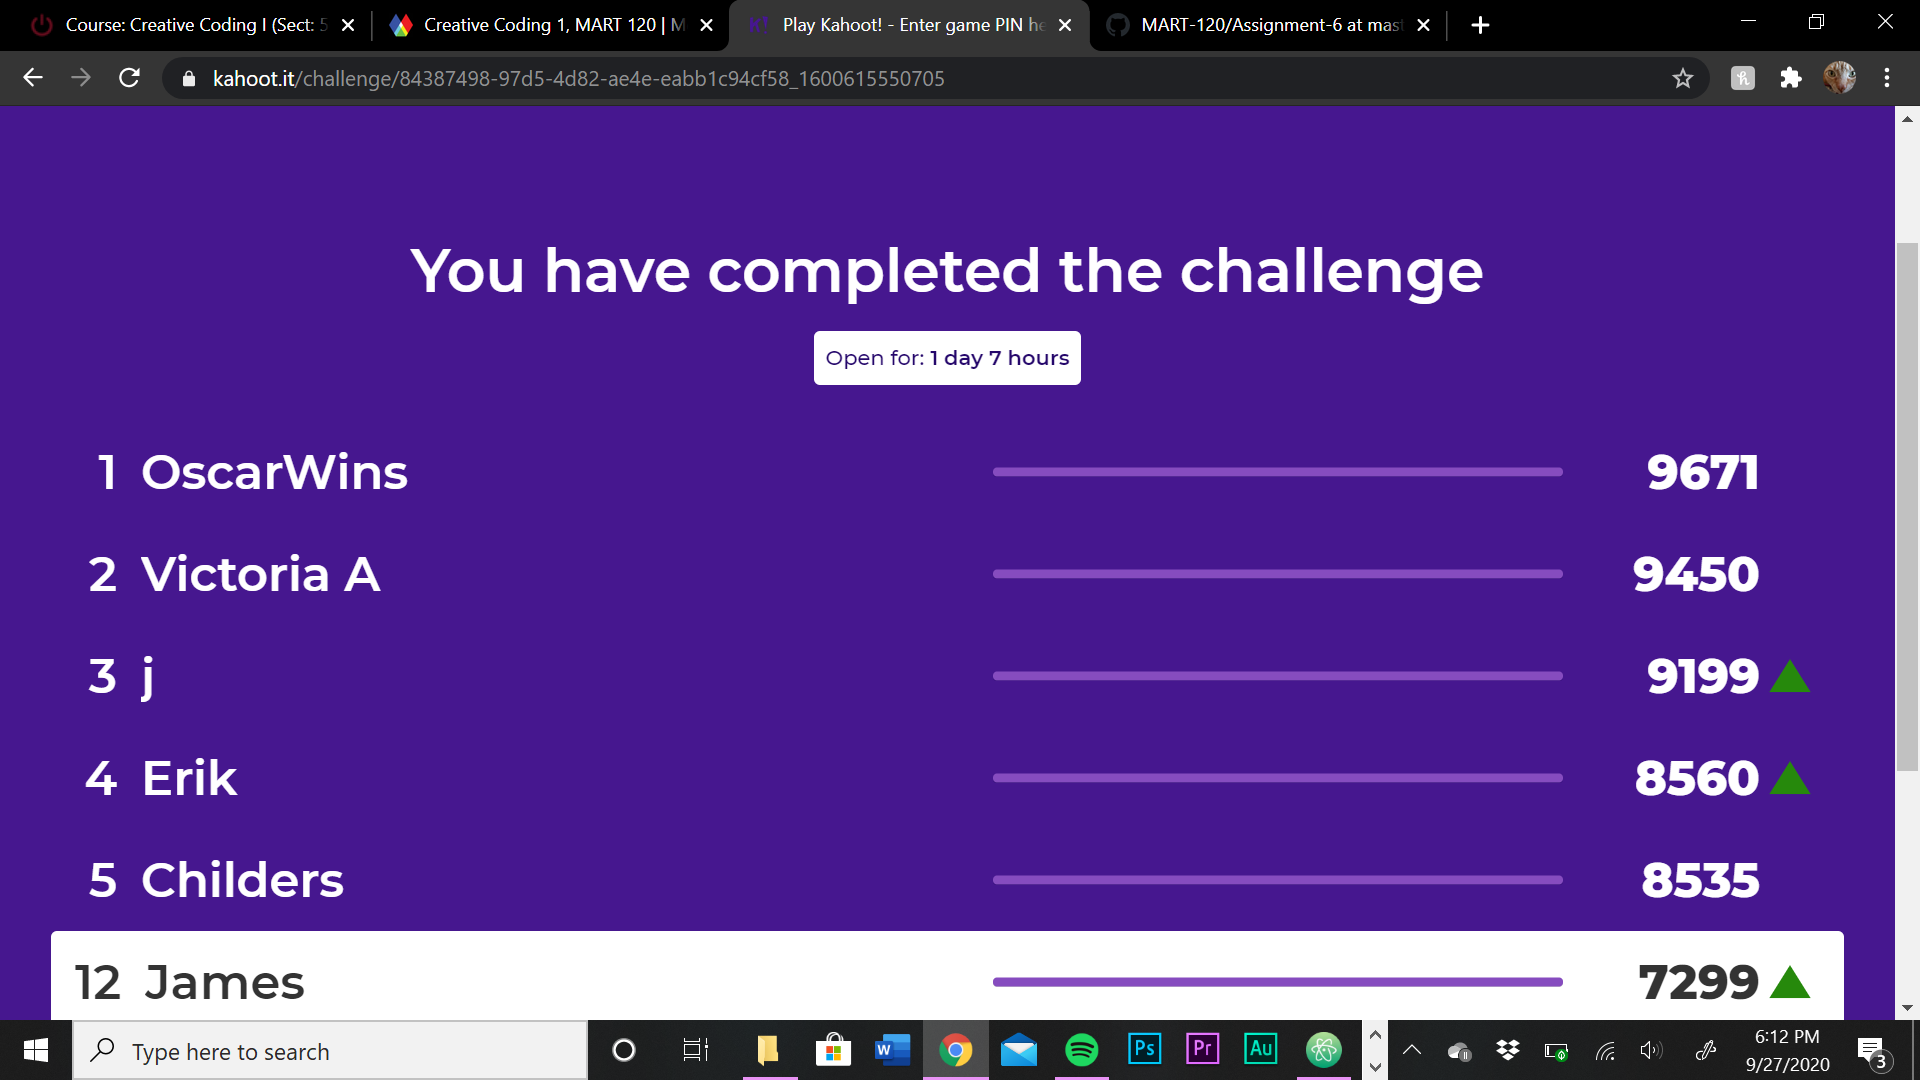 Course: Creative Coding I (Sect: 5
Creative Coding 1, MART 120 | M
K! Play Kahoot! - Enter game PIN he
MART-120/Assignment-6 at mast
kahoot.it/challenge/84387498-97d5-4d82-ae4e-eabb1c94cf58_1600615550705
You have completed the challenge
Open for: 1 day 7 hours
1 OscarWins 9671
2 Victoria A 9450
3 j 9199
4 Erik 8560
5 Childers 8535
12 James 7299
Type here to search
W
Ps
Pr
Au
6:12 PM
9/27/2020
3